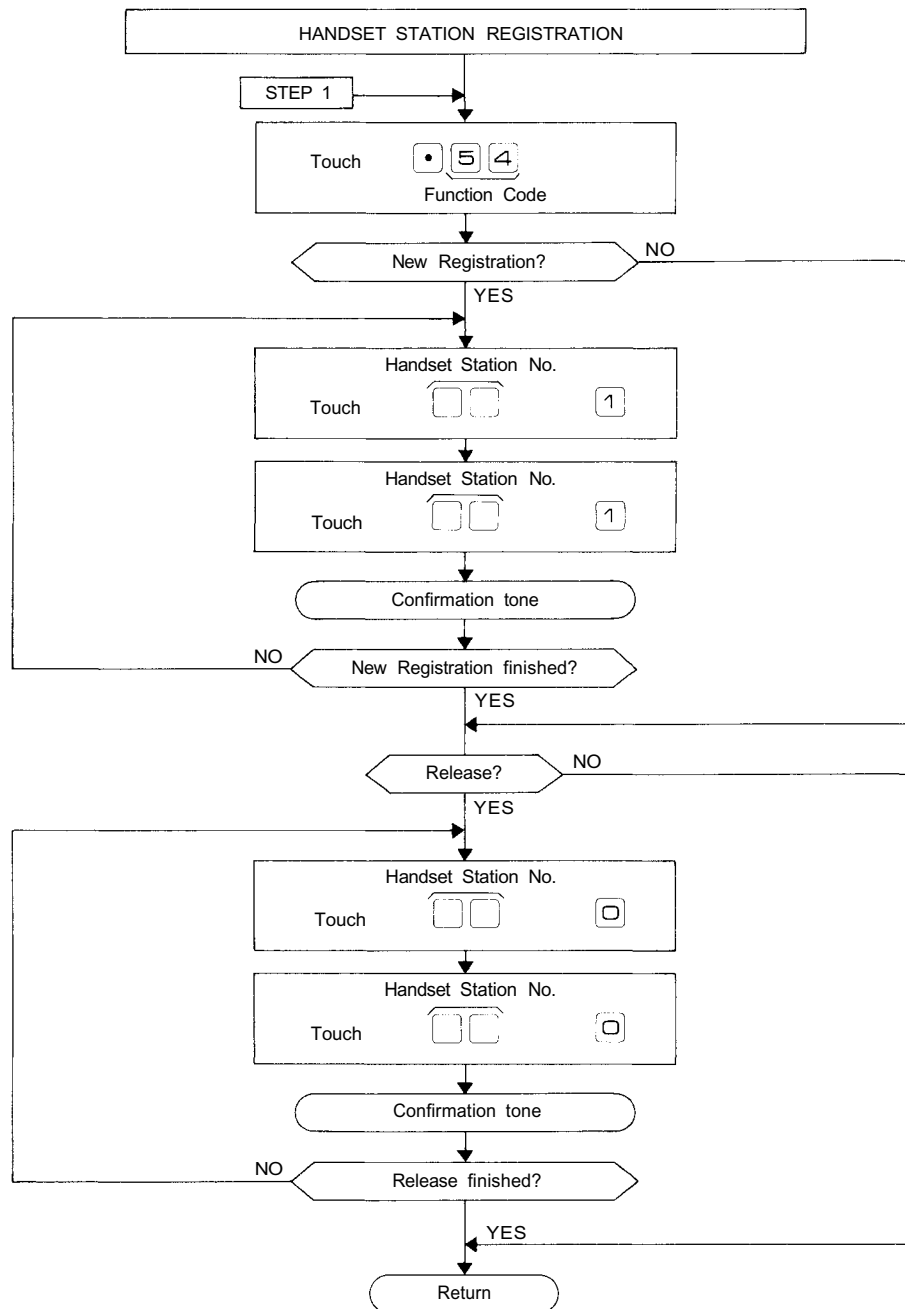 HANDSET STATION REGISTRATION
STEP 1
Touch • 5 4
Function Code
New Registration? NO
YES
Handset Station No.
Touch 1
Handset Station No.
Touch 1
Confirmation tone
NO New Registration finished?
YES
Release? NO
YES
Handset Station No.
Touch 0
Handset Station No.
Touch 0
Confirmation tone
NO Release finished?
YES
Return